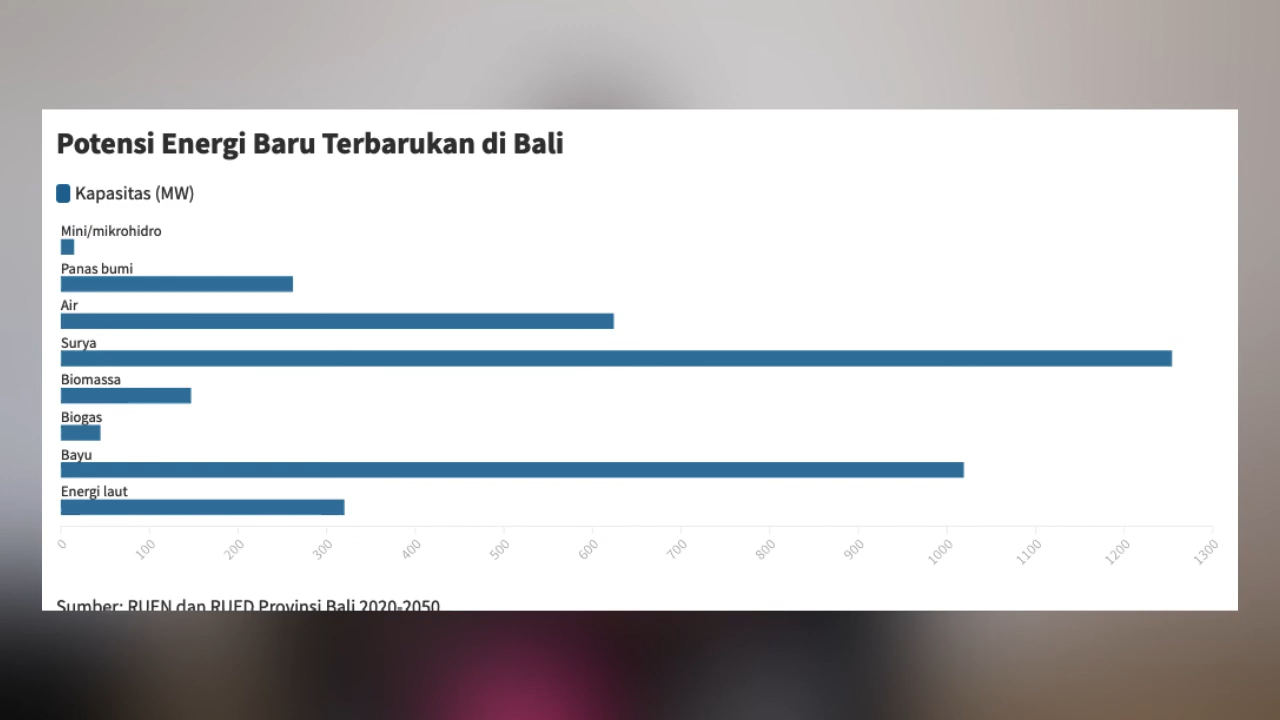 Potensi Energi Baru Terbarukan di Bali
Kapasitas (MW)
Mini/mikrohidro
Panas bumi
Air
Surya
Biomassa
Biogas
Bayu
Energi laut
0 100 200 300 400 500 600 700 800 900 1000 1100 1200 1300
Sumber: RUEN dan RUED Provinsi Bali 2020-2050